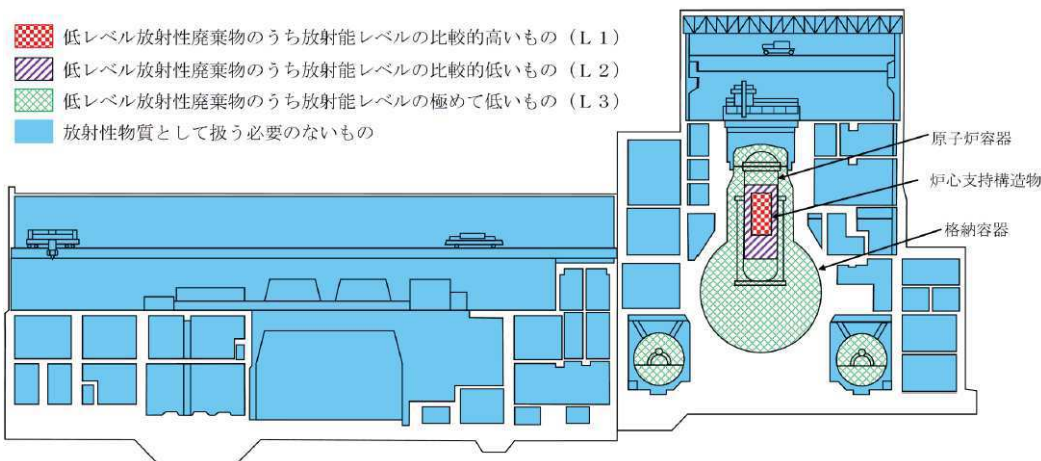 低レベル放射性廃棄物のうち放射能レベルの比較的高いもの（L1）
低レベル放射性廃棄物のうち放射能レベルの比較的低いもの（L2）
低レベル放射性廃棄物のうち放射能レベルの極めて低いもの（L3）
放射性物質として扱う必要のないもの
原子炉容器
炉心支持構造物
格納容器